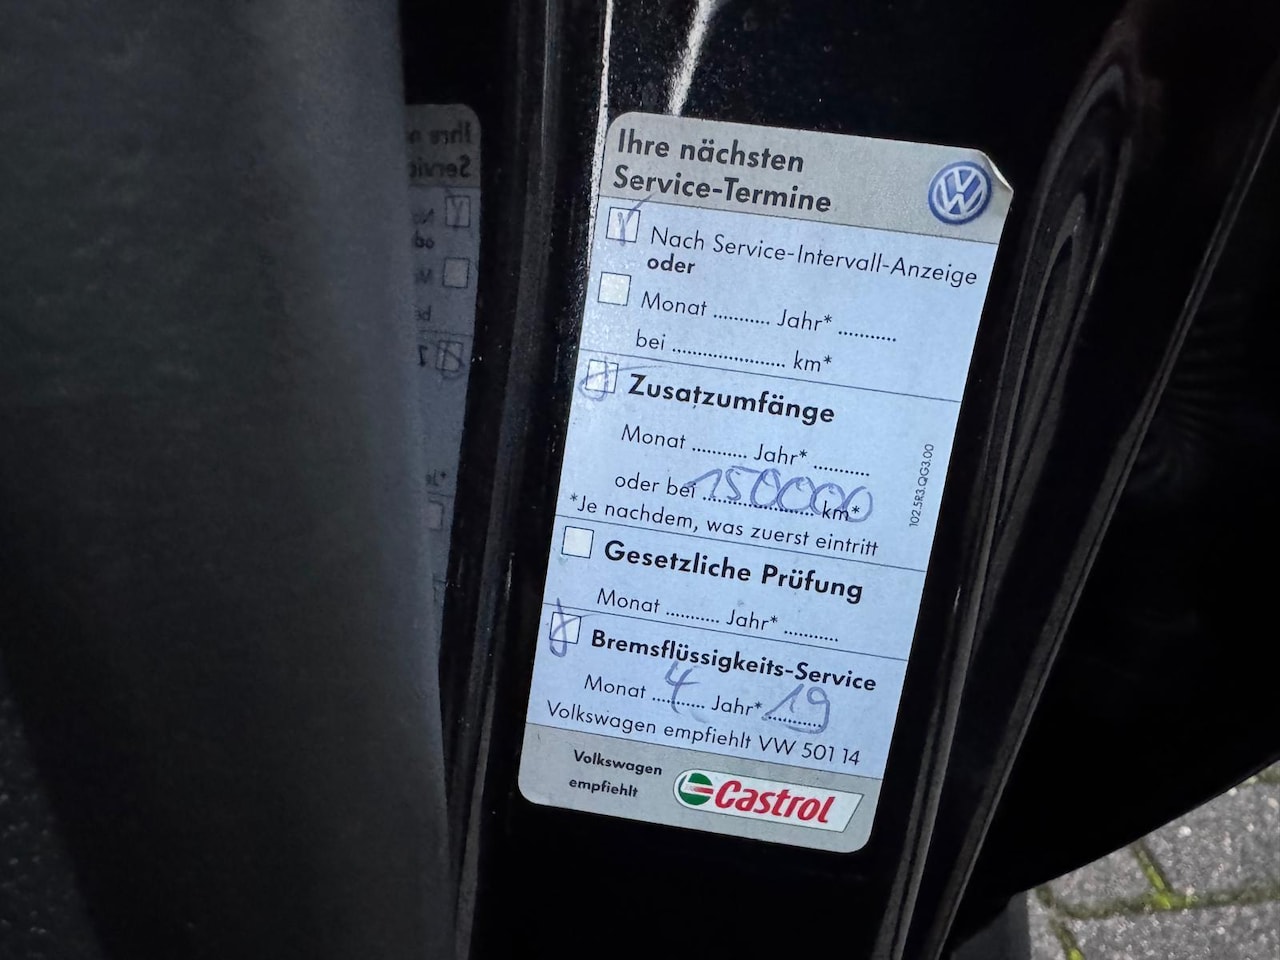 Ihre nächsten
Service-Termine
Nach Service-Intervall-Anzeige
oder
Monat .......... Jahr* ..........
bei .................... km*
Zusatzumfänge
Monat .......... Jahr* ..........
oder bei 150000 km*
*Je nachdem, was zuerst eintritt
102.5R3.QG3.00
Gesetzliche Prüfung
Monat .......... Jahr* ..........
Bremsflüssigkeits-Service
Monat 4 Jahr* 19
Volkswagen empfiehlt VW 501 14
Volkswagen
empfiehlt
Castrol